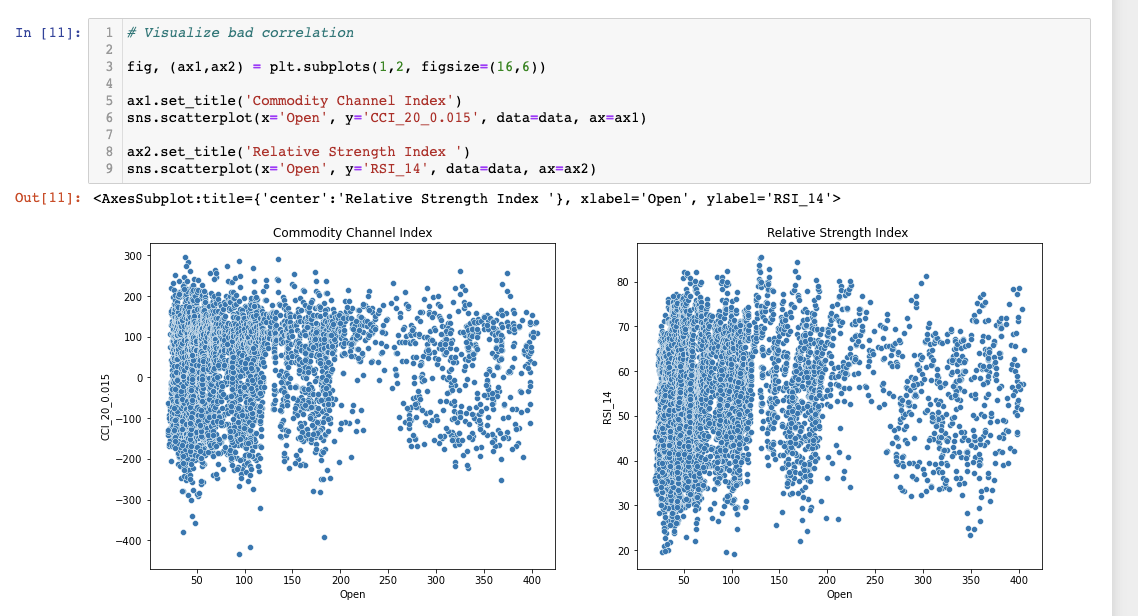 In [11]:
1 # Visualize bad correlation
2
3 fig, (ax1,ax2) = plt.subplots(1,2, figsize=(16,6))
4
5 ax1.set_title('Commodity Channel Index')
6 sns.scatterplot(x='Open', y='CCI_20_0.015', data=data, ax=ax1)
7
8 ax2.set_title('Relative Strength Index ')
9 sns.scatterplot(x='Open', y='RSI_14', data=data, ax=ax2)
Out[11]: <AxesSubplot:title={'center':'Relative Strength Index '}, xlabel='Open', ylabel='RSI_14'>
Commodity Channel Index
300
200
100
0
−100
−200
−300
−400
CCI_20_0.015
50 100 150 200 250 300 350 400
Open
Relative Strength Index
80
70
60
50
40
30
20
RSI_14
50 100 150 200 250 300 350 400
Open